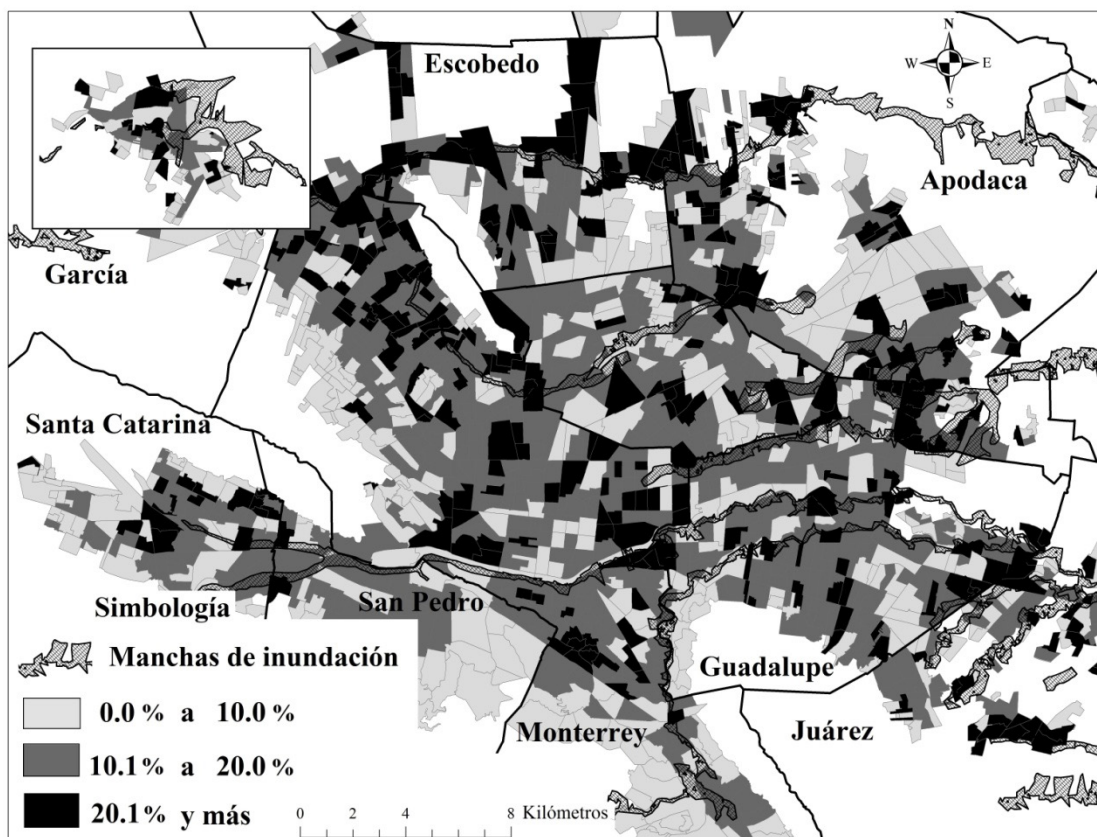 Escobedo
N
W E
S
Apodaca
García
Santa Catarina
Simbología
San Pedro
Manchas de inundación
Guadalupe
0.0 % a 10.0 %
Monterrey
Juárez
10.1 % a 20.0 %
20.1 % y más
0 2 4 8 Kilómetros